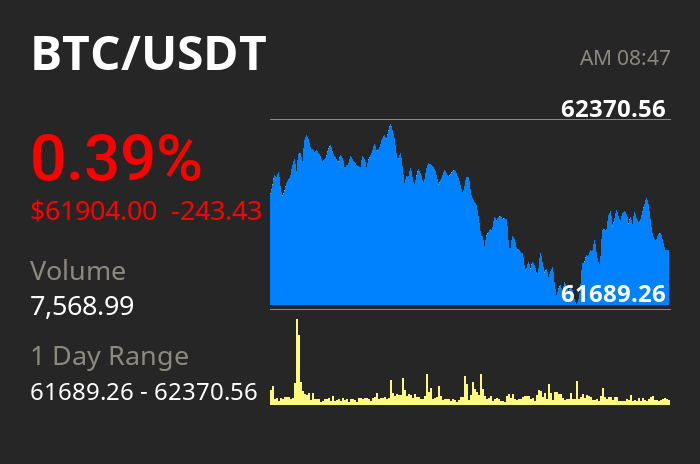 BTC/USDT
AM 08:47
62370.56
0.39%
$61904.00 -243.43
Volume
7,568.99
61689.26
1 Day Range
61689.26 - 62370.56